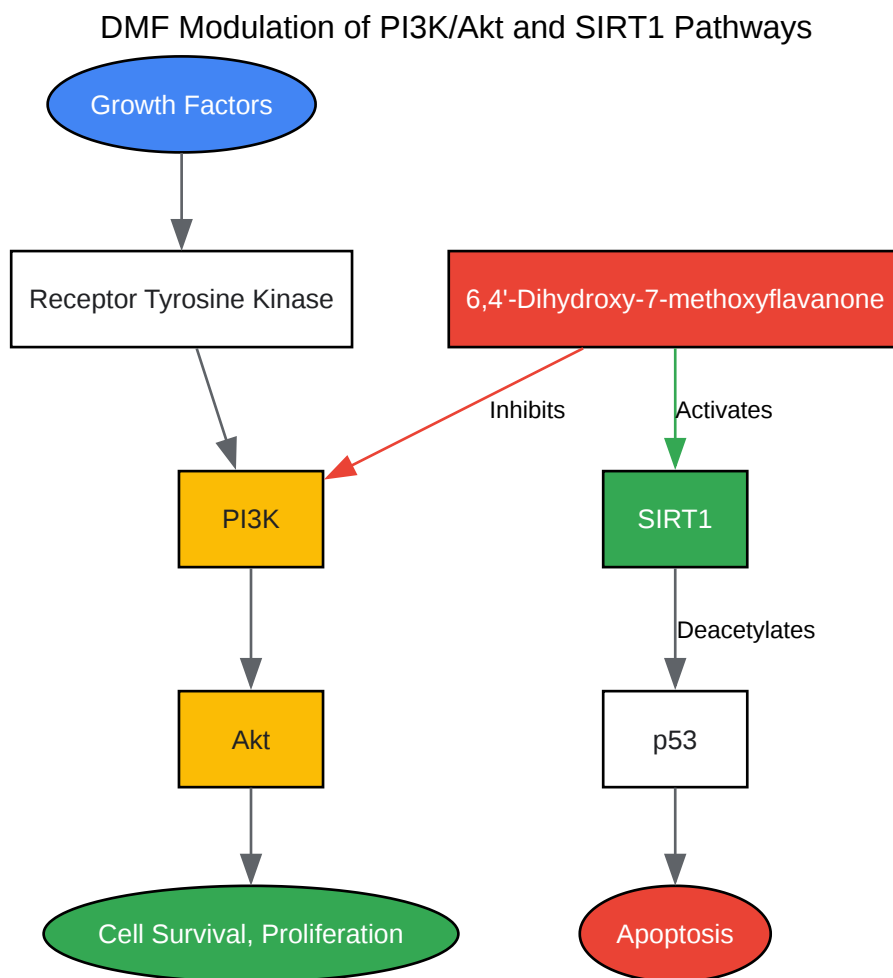 DMF Modulation of PI3K/Akt and SIRT1 Pathways
Growth Factors
Receptor Tyrosine Kinase
6,4'-Dihydroxy-7-methoxyflavanone
Inhibits
Activates
PI3K
SIRT1
Deacetylates
Akt
p53
Cell Survival, Proliferation
Apoptosis